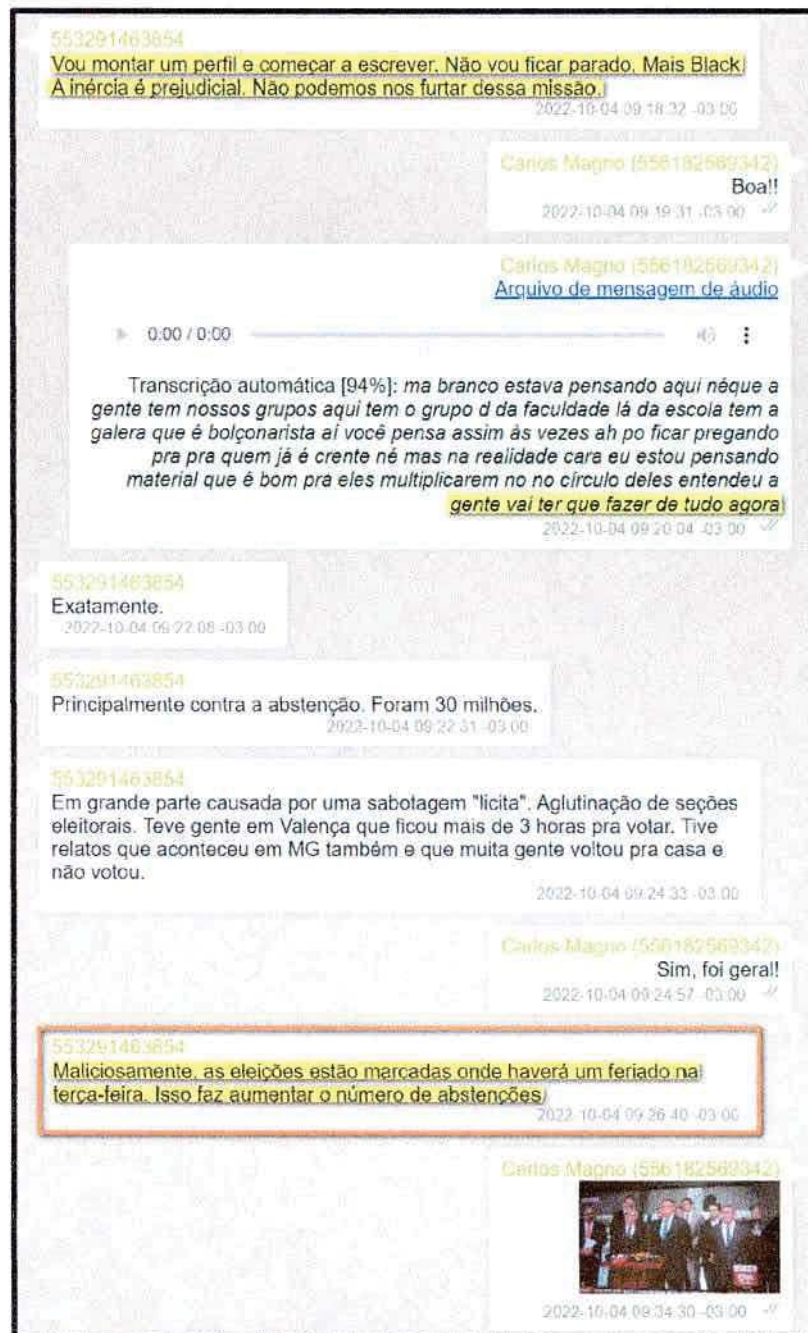 553291463854
Vou montar um perfil e começar a escrever. Não vou ficar parado, Mais Black.
A inércia é prejudicial. Não podemos nos furtar dessa missão.
2022-10-04 09:18:32 -03:00
Carlos Magno (556182569342)
Boa!!
2022-10-04 09:19:31 -03:00
Carlos Magno (556182569342)
Arquivo de mensagem de áudio
0:00 / 0:00
Transcrição automática [94%]: ma branco estava pensando aqui néque a
gente tem nossos grupos aqui tem o grupo d da faculdade lá da escola tem a
galera que é bolçonarista aí você pensa assim às vezes ah po ficar pregando
pra pra quem já é crente né mas na realidade cara eu estou pensando
material que é bom pra eles multiplicarem no no círculo deles entendeu a
gente vai ter que fazer de tudo agora
2022-10-04 09:20:04 -03:00
553291463854
Exatamente.
2022-10-04 09:22:08 -03:00
553291463854
Principalmente contra a abstenção. Foram 30 milhões.
2022-10-04 09:22:31 -03:00
553291463854
Em grande parte causada por uma sabotagem "licita". Aglutinação de seções
eleitorais. Teve gente em Valença que ficou mais de 3 horas pra votar. Tive
relatos que aconteceu em MG também e que muita gente voltou pra casa e
não votou.
2022-10-04 09:24:33 -03:00
Carlos Magno (556182569342)
Sim, foi geral!
2022-10-04 09:24:57 -03:00
553291463854
Maliciosamente, as eleições estão marcadas onde haverá um feriado na
terça-feira. Isso faz aumentar o número de abstenções
2022-10-04 09:26:40 -03:00
Carlos Magno (556182569342)
2022-10-04 09:34:30 -03:00